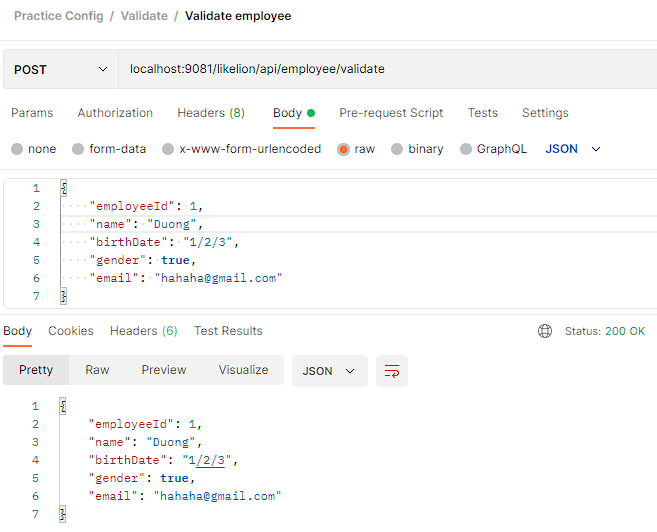 Practice Config / Validate / Validate employee
POST localhost:9081/likelion/api/employee/validate
Params Authorization Headers (8) Body Pre-request Script Tests Settings
none form-data x-www-form-urlencoded raw binary GraphQL JSON
1 {
2 "employeeId": 1,
3 "name": "Duong",
4 "birthDate": "1/2/3",
5 "gender": true,
6 "email": "hahaha@gmail.com"
7 }
Body Cookies Headers (6) Test Results Status: 200 OK
Pretty Raw Preview Visualize JSON
1 {
2 "employeeId": 1,
3 "name": "Duong",
4 "birthDate": "1/2/3",
5 "gender": true,
6 "email": "hahaha@gmail.com"
7 }